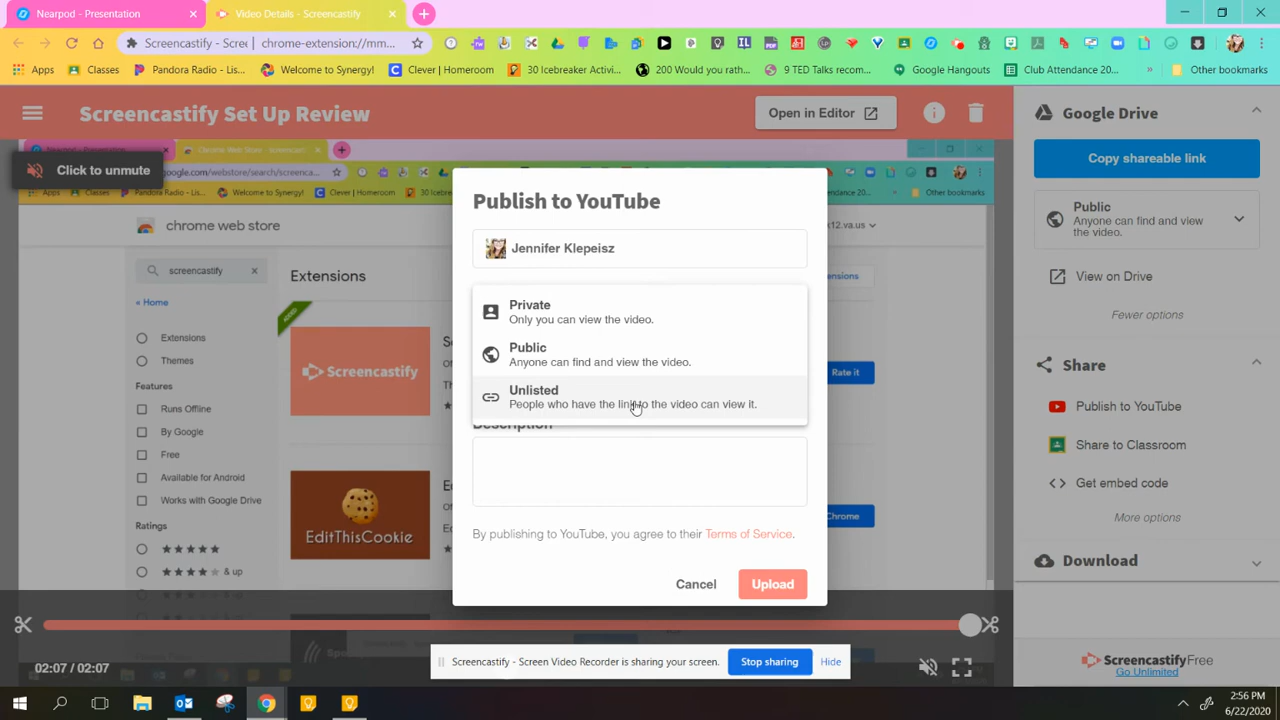 Nearpod - Presentation
Video Details - Screencastify
Screencastify - Scree
chrome-extension://mm...
Apps
Classes
Pandora Radio - Lis...
Welcome to Synergy!
Clever | Homeroom
30 Icebreaker Activi...
200 Would you rath...
9 TED Talks recom...
Google Hangouts
Club Attendance 20...
Other bookmarks
Screencastify Set Up Review
Open in Editor
Click to unmute
chrome web store
screencastify
« Home
Extensions
Themes
Features
Runs Offline
By Google
Free
Available for Android
Works with Google Drive
Ratings
& up
Extensions
ADDED
Screencastify
EditThisCookie
k12.va.us
Rate it
Chrome
Publish to YouTube
Jennifer Klepeisz
Private
Only you can view the video.
Public
Anyone can find and view the video.
Unlisted
People who have the link to the video can view it.
Description
By publishing to YouTube, you agree to their Terms of Service.
Cancel
Upload
Google Drive
Copy shareable link
Public
Anyone can find and view
the video.
View on Drive
Fewer options
Share
Publish to YouTube
Share to Classroom
Get embed code
More options
Download
ScreencastifyFree
Go Unlimited
02:07 / 02:07
Screencastify - Screen Video Recorder is sharing your screen.
Stop sharing
Hide
2:56 PM
6/22/2020